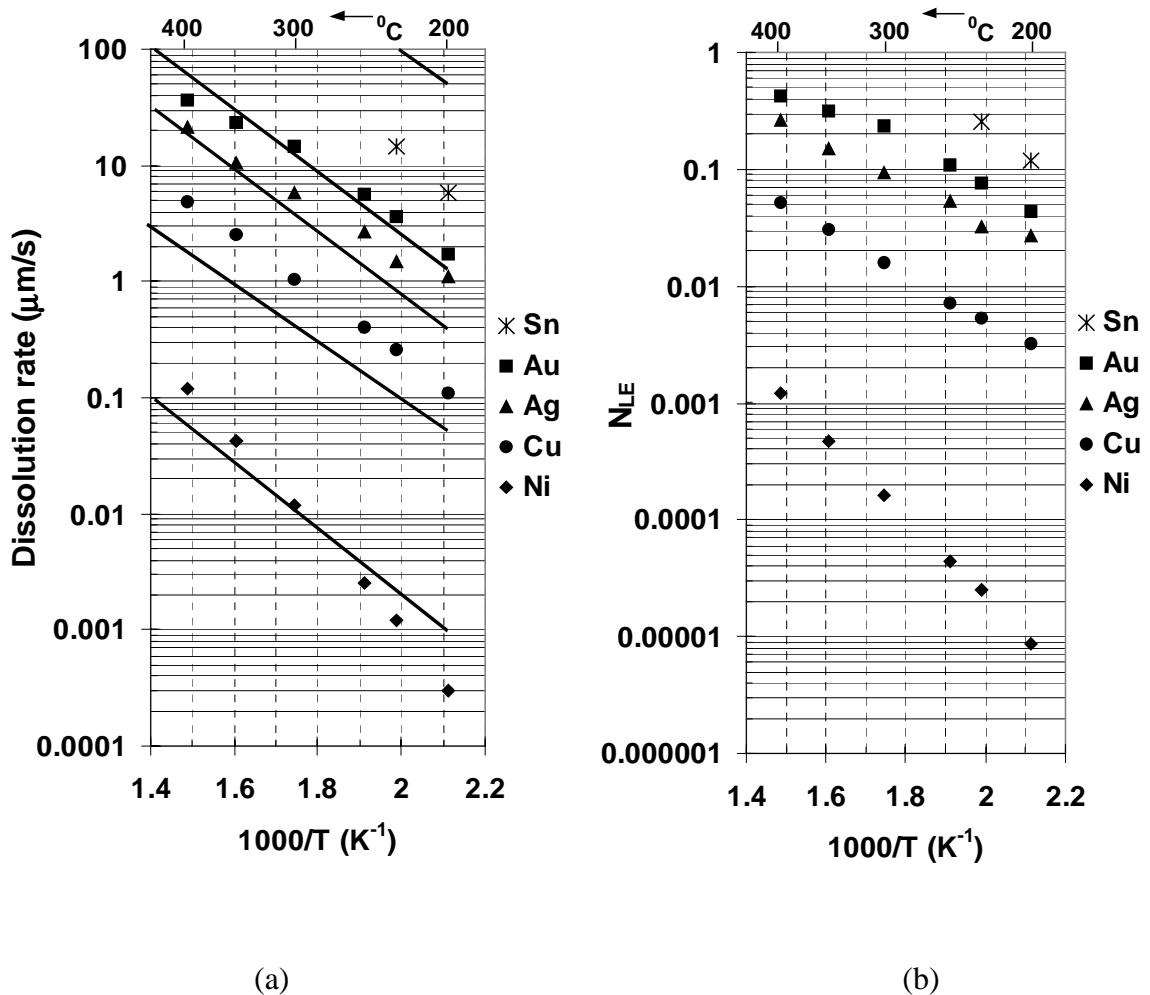 400 300 200
⁰C
100
10
1
0.1
0.01
0.001
0.0001
Dissolution rate (μm/s)
1.4 1.6 1.8 2 2.2
1000/T (K⁻¹)
Sn
Au
Ag
Cu
Ni
(a)
400 300 200
⁰C
1
0.1
0.01
0.001
0.0001
0.00001
0.000001
N_LE
1.4 1.6 1.8 2 2.2
1000/T (K⁻¹)
Sn
Au
Ag
Cu
Ni
(b)